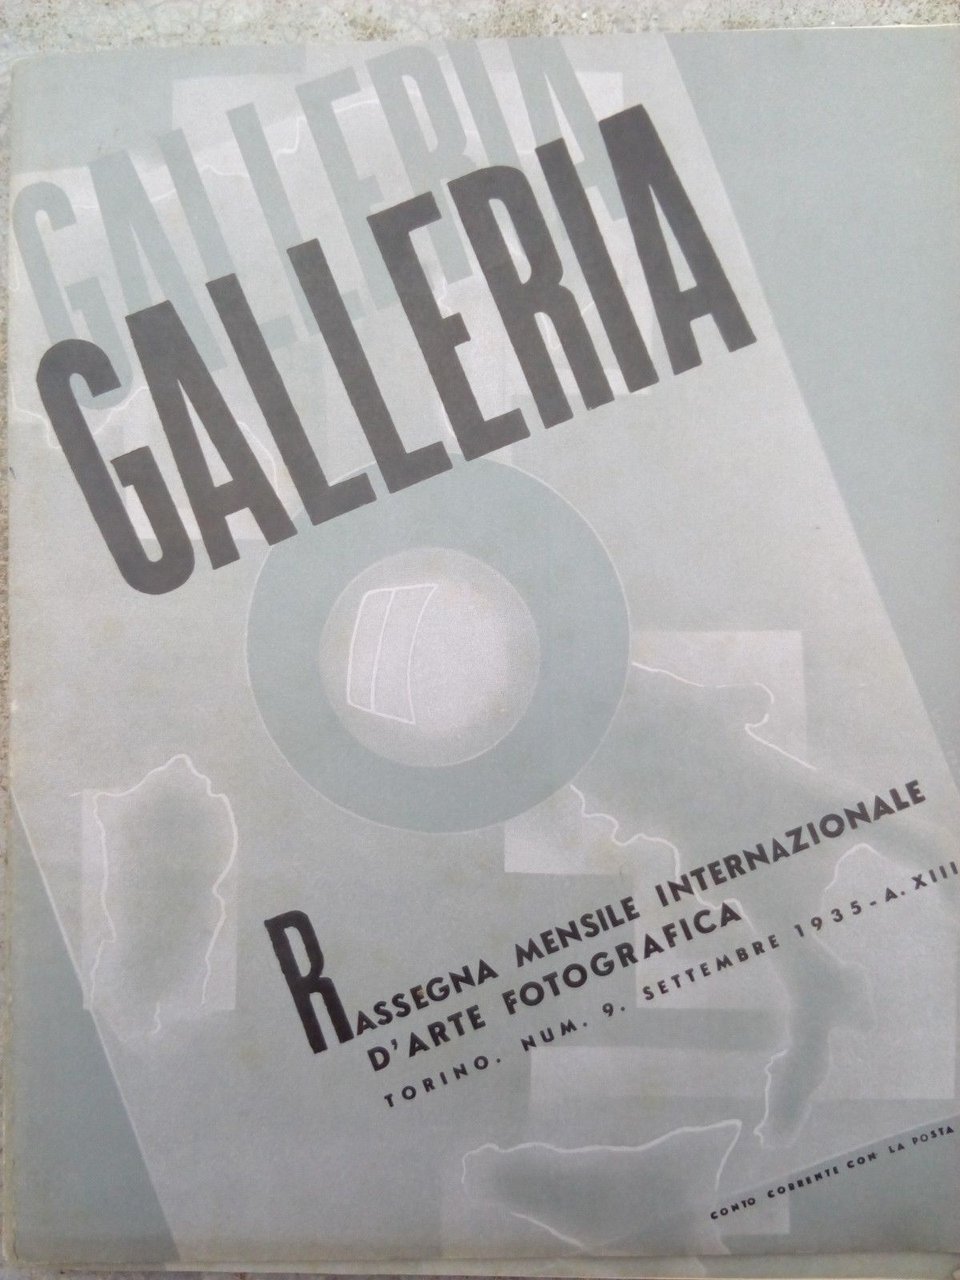 GALLERIA
GALLERIA
RASSEGNA MENSILE INTERNAZIONALE
D'ARTE FOTOGRAFICA
TORINO. NUM. 9. SETTEMBRE 1935-A. XIII
CONTO CORRENTE CON LA POSTA